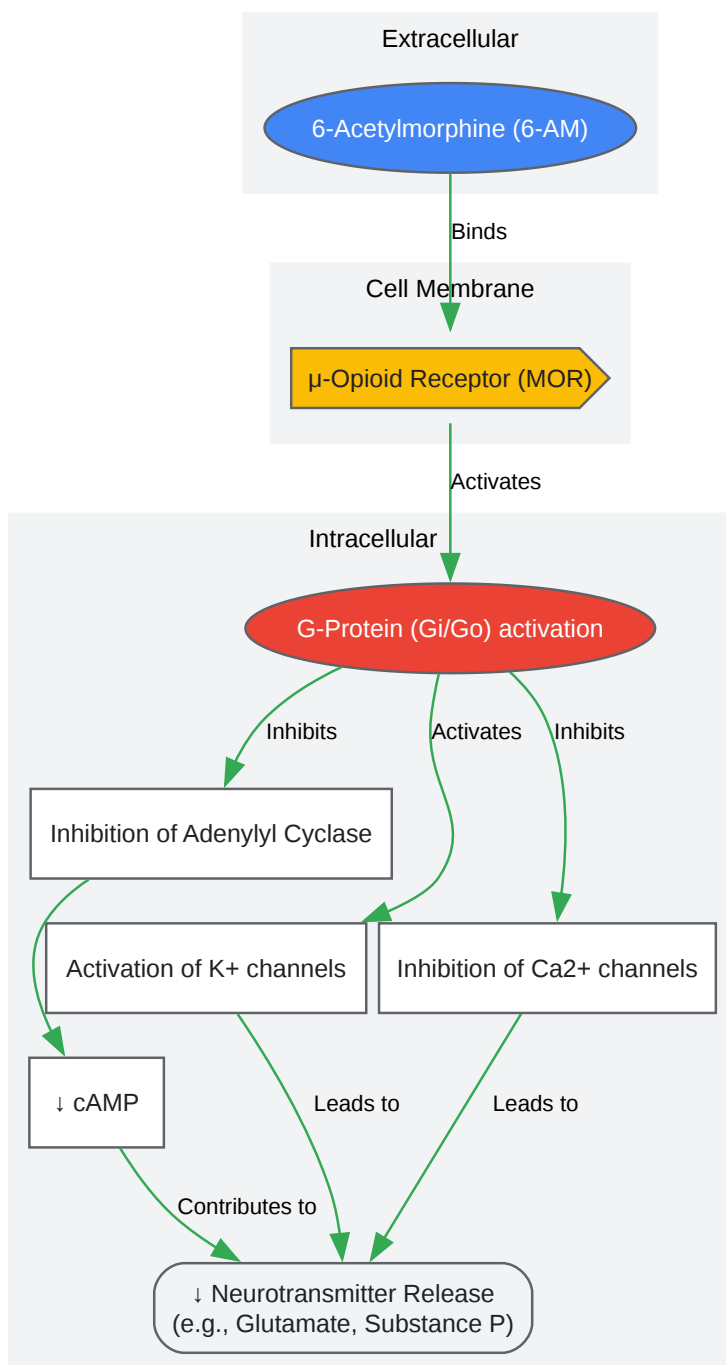 Extracellular
6-Acetylmorphine (6-AM)
Binds
Cell Membrane
μ-Opioid Receptor (MOR)
Activates
Intracellular
G-Protein (Gi/Go) activation
Inhibits
Activates
Inhibits
Inhibition of Adenylyl Cyclase
Activation of K+ channels
Inhibition of Ca2+ channels
↓ cAMP
Leads to
Leads to
Contributes to
↓ Neurotransmitter Release
(e.g., Glutamate, Substance P)